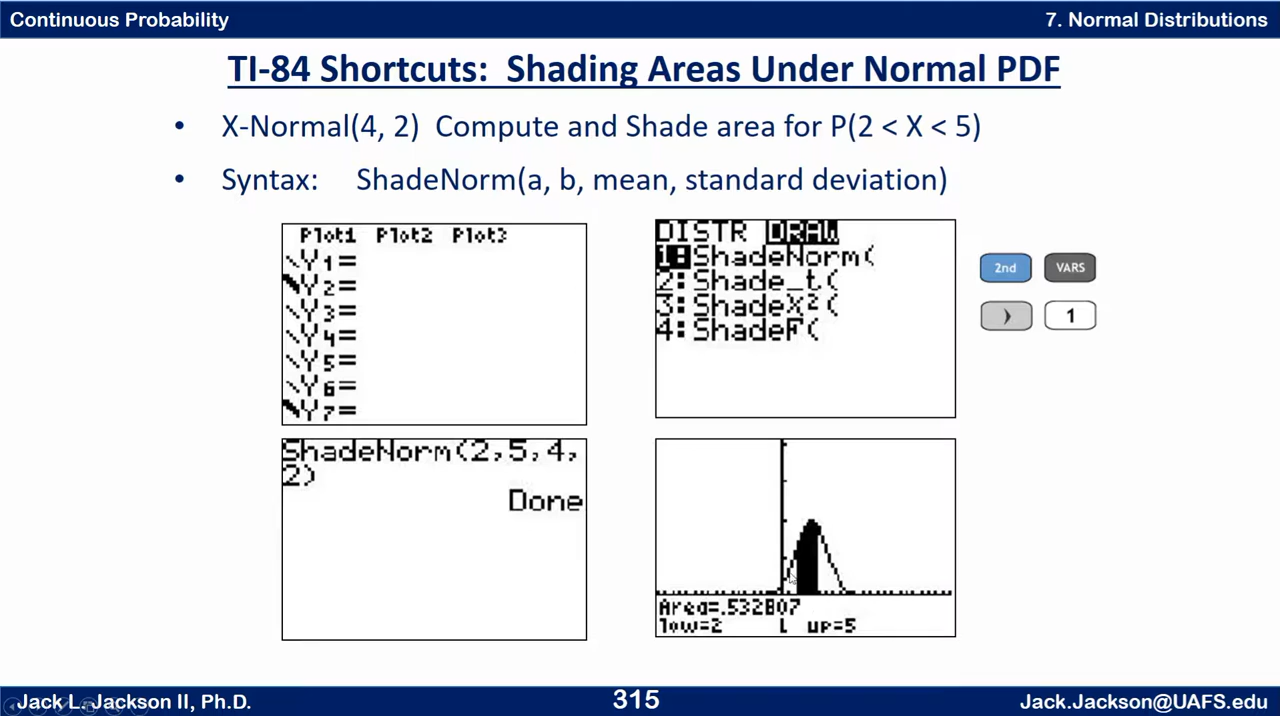 Continuous Probability
7. Normal Distributions
TI-84 Shortcuts: Shading Areas Under Normal PDF
• X-Normal(4, 2) Compute and Shade area for P(2 < X < 5)
• Syntax: ShadeNorm(a, b, mean, standard deviation)
Plot1 Plot2 Plot3
\Y1=
\Y2=
\Y3=
\Y4=
\Y5=
\Y6=
\Y7=
DISTR DRAW
1:ShadeNorm(
2:Shade_t(
3:Shadeχ²(
4:ShadeF(
2nd VARS
1
ShadeNorm(2,5,4,
2)
Done
Area=.532807
low=2 up=5
Jack L. Jackson II, Ph.D.
315
Jack.Jackson@UAFS.edu